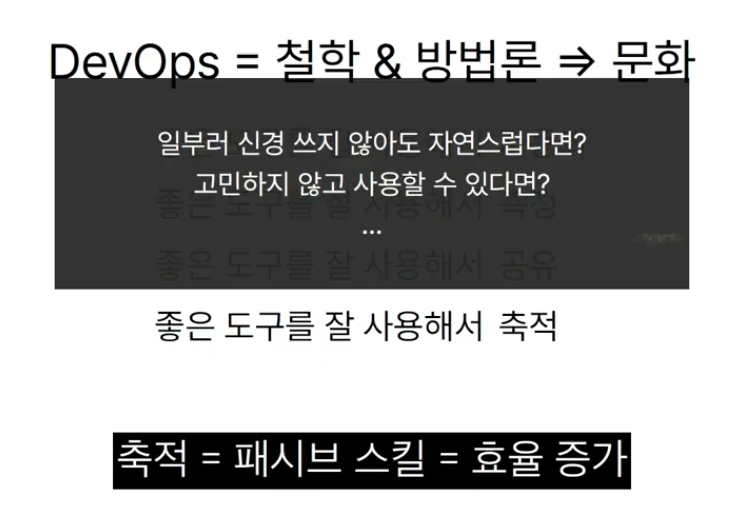 DevOps = 철학 & 방법론 ⇒ 문화
일부러 신경 쓰지 않아도 자연스럽다면?
고민하지 않고 사용할 수 있다면?
좋은 도구를 잘 사용해서 측정
...
좋은 도구를 잘 사용해서 공유
좋은 도구를 잘 사용해서 축적
축적 = 패시브 스킬 = 효율 증가